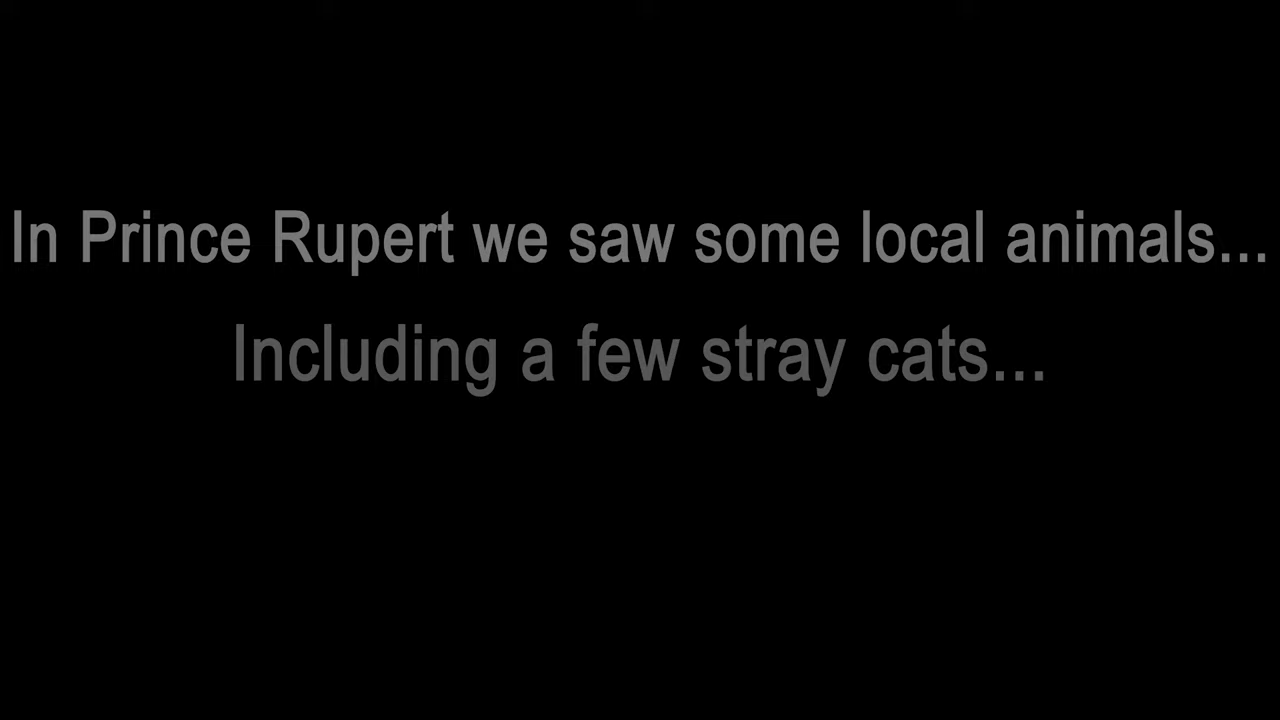 In Prince Rupert we saw some local animals...
Including a few stray cats...